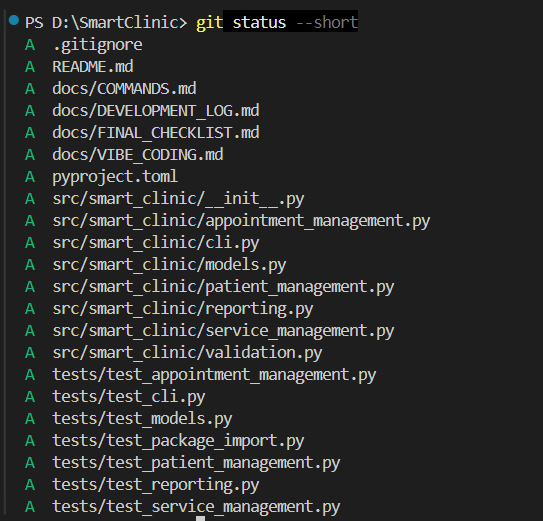 PS D:\SmartClinic> git status --short
A .gitignore
A README.md
A docs/COMMANDS.md
A docs/DEVELOPMENT_LOG.md
A docs/FINAL_CHECKLIST.md
A docs/VIBE_CODING.md
A pyproject.toml
A src/smart_clinic/__init__.py
A src/smart_clinic/appointment_management.py
A src/smart_clinic/cli.py
A src/smart_clinic/models.py
A src/smart_clinic/patient_management.py
A src/smart_clinic/reporting.py
A src/smart_clinic/service_management.py
A src/smart_clinic/validation.py
A tests/test_appointment_management.py
A tests/test_cli.py
A tests/test_models.py
A tests/test_package_import.py
A tests/test_patient_management.py
A tests/test_reporting.py
A tests/test_service_management.py